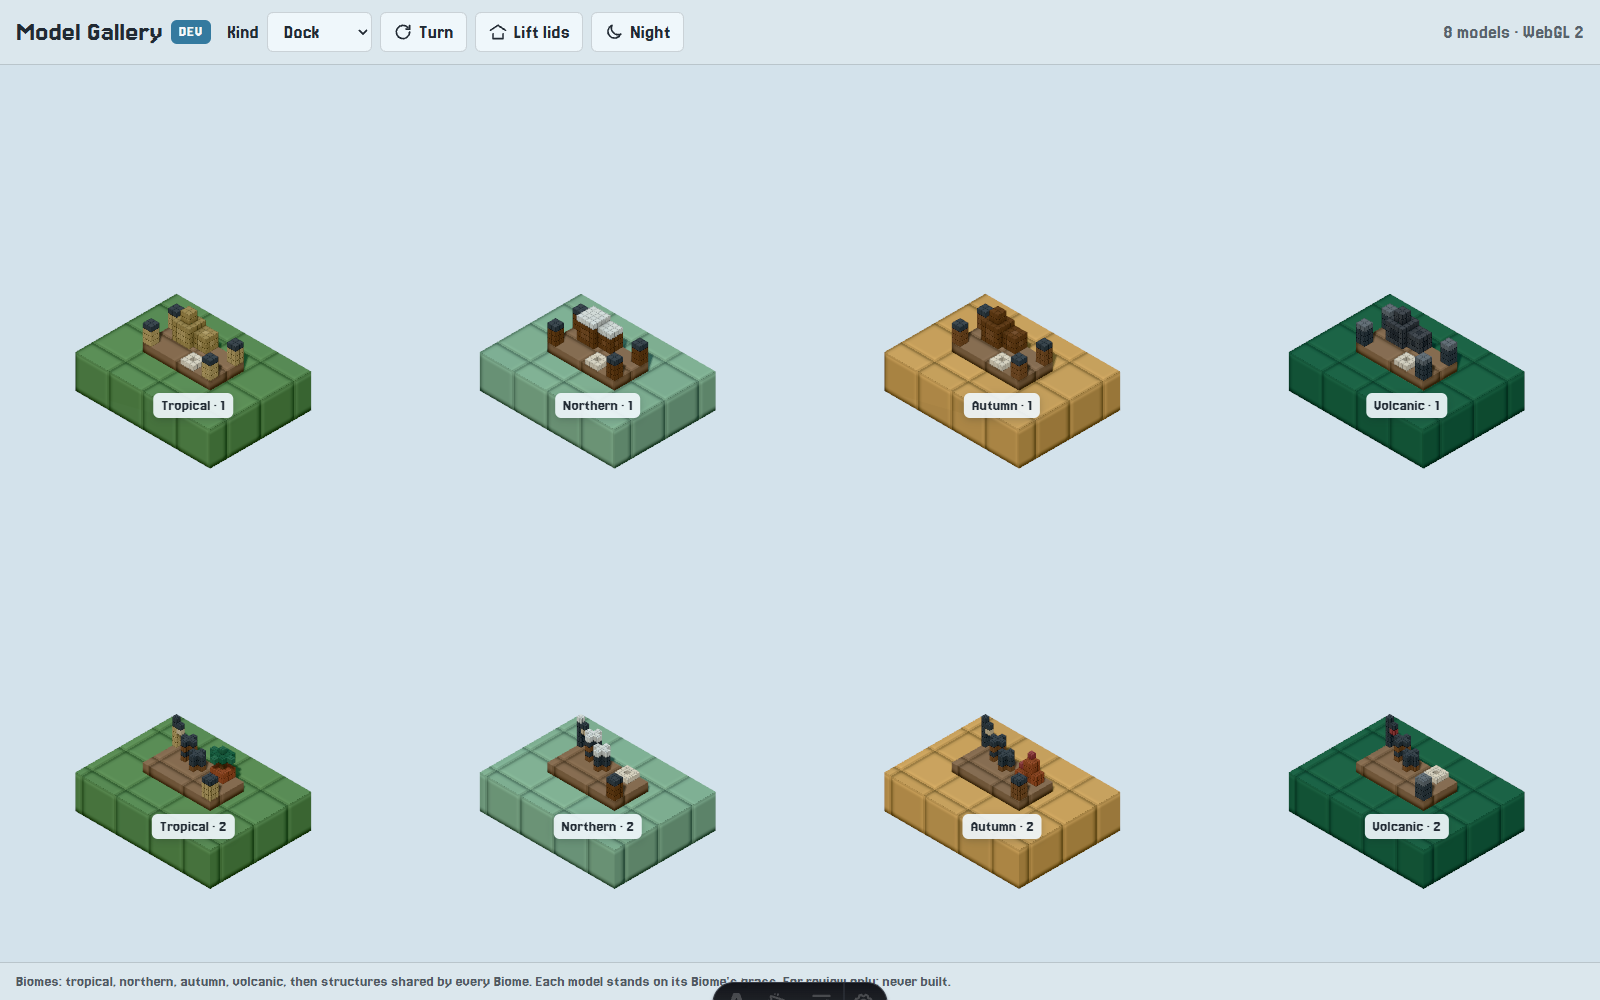 Model Gallery DEV Kind Dock Turn Lift lids Night 8 models · WebGL 2
Tropical · 1 Northern · 1 Autumn · 1 Volcanic · 1
Tropical · 2 Northern · 2 Autumn · 2 Volcanic · 2
Biomes: tropical, northern, autumn, volcanic, then structures shared by every Biome. Each model stands on its Biome's grass. For review only; never built.